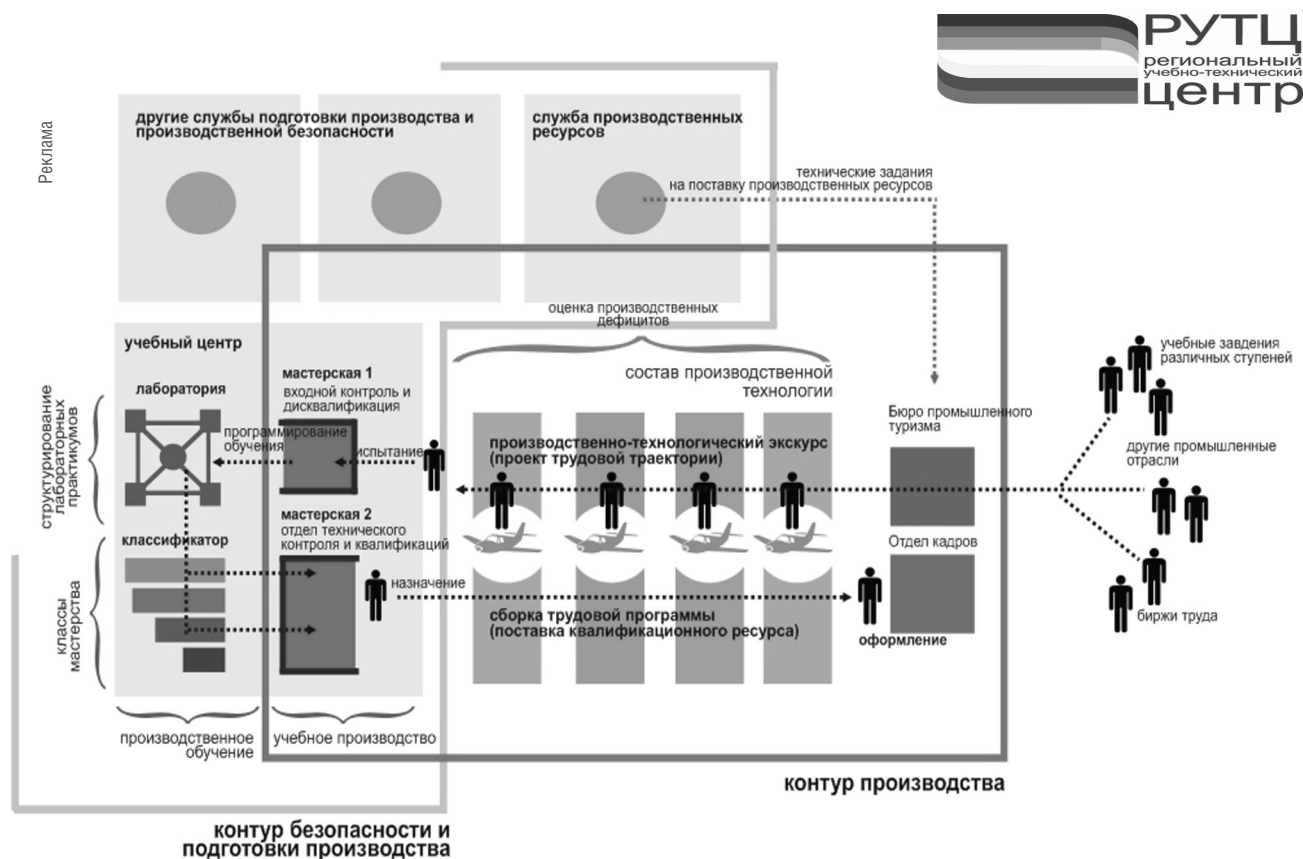 РУТЦ
региональный
учебно-технический
центр
Реклама
другие службы подготовки производства и
производственной безопасности
служба производственных
ресурсов
технические задания
на поставку производственных ресурсов
оценка производственных
дефицитов
учебный центр
лаборатория
мастерская 1
входной контроль и
дисквалификация
программирование
обучения
испытание
структурирование
лабораторных
практикумов
состав производственной
технологии
производственно-технологический экскурс
(проект трудовой траектории)
Бюро промышленного
туризма
учебные завдения
различных ступеней
другие промышленные
отрасли
биржи труда
классификатор
мастерская 2
отдел технического
контроля и квалификаций
назначение
классы
мастерства
сборка трудовой программы
(поставка квалификационного ресурса)
Отдел кадров
оформление
производственное
обучение
учебное производство
контур производства
контур безопасности и
подготовки производства